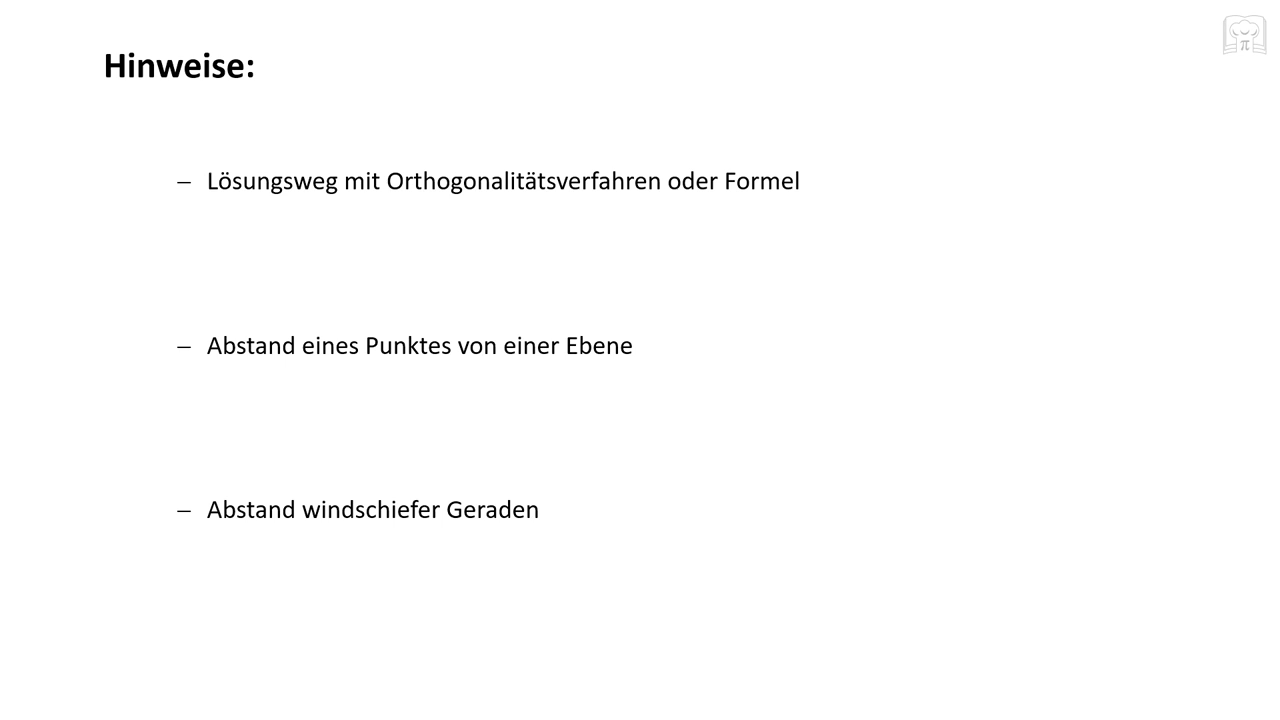 Hinweise:
– Lösungsweg mit Orthogonalitätsverfahren oder Formel
– Abstand eines Punktes von einer Ebene
– Abstand windschiefer Geraden
π